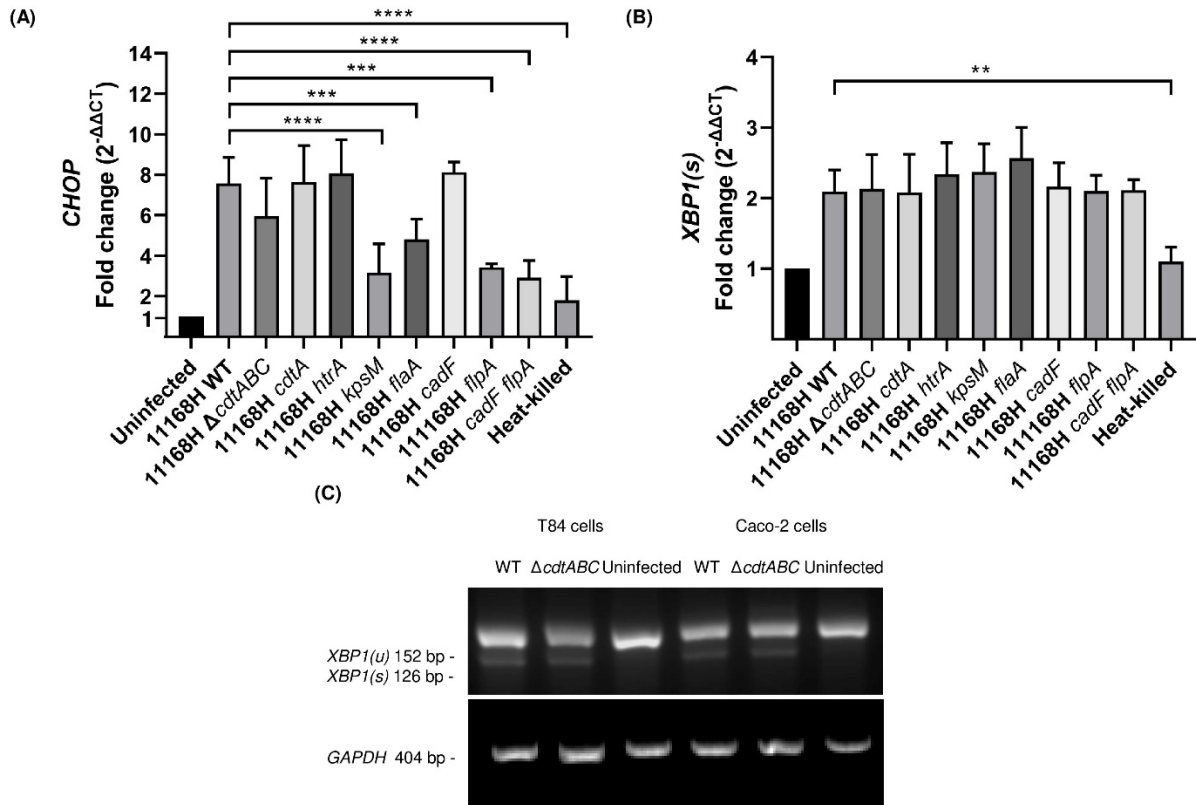 (A)
****
****
***
***
****
CHOP
Fold change (2-ΔΔCT)
14
12
10
8
6
4
2
1
Uninfected
11168H WT
11168H ΔcdtABC
11168H cdtA
11168H htrA
11168H kpsM
11168H flaA
11168H cadF
111168H flpA
11168H cadF flpA
Heat-killed
(B)
**
XBP1(s)
Fold change (2-ΔΔCT)
4
3
2
1
Uninfected
11168H WT
11168H ΔcdtABC
11168H cdtA
11168H htrA
11168H kpsM
11168H flaA
11168H cadF
111168H flpA
11168H cadF flpA
Heat-killed
(C)
T84 cells Caco-2 cells
WT ΔcdtABC Uninfected WT ΔcdtABC Uninfected
XBP1(u) 152 bp -
XBP1(s) 126 bp -
GAPDH 404 bp -